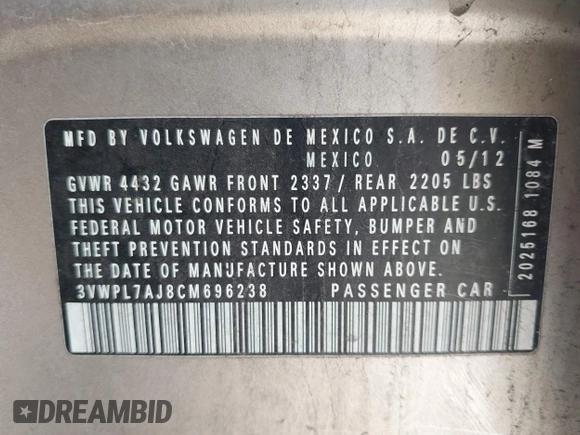 MFD BY VOLKSWAGEN DE MEXICO S.A. DE C.V.
MEXICO 05/12
GVWR 4432 GAWR FRONT 2337/ REAR 2205 LBS
THIS VEHICLE CONFORMS TO ALL APPLICABLE U.S.
FEDERAL MOTOR VEHICLE SAFETY, BUMPER AND
THEFT PREVENTION STANDARDS IN EFFECT ON
THE DATE OF MANUFACTURE SHOWN ABOVE.
3VWPL7AJ8CM696238 PASSENGER CAR
2025168 1084 M
DREAMBID